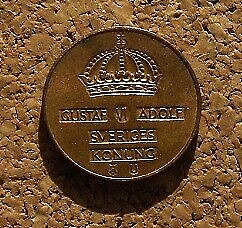 GUSTAF VI ADOLF
SVERIGES
KONUNG